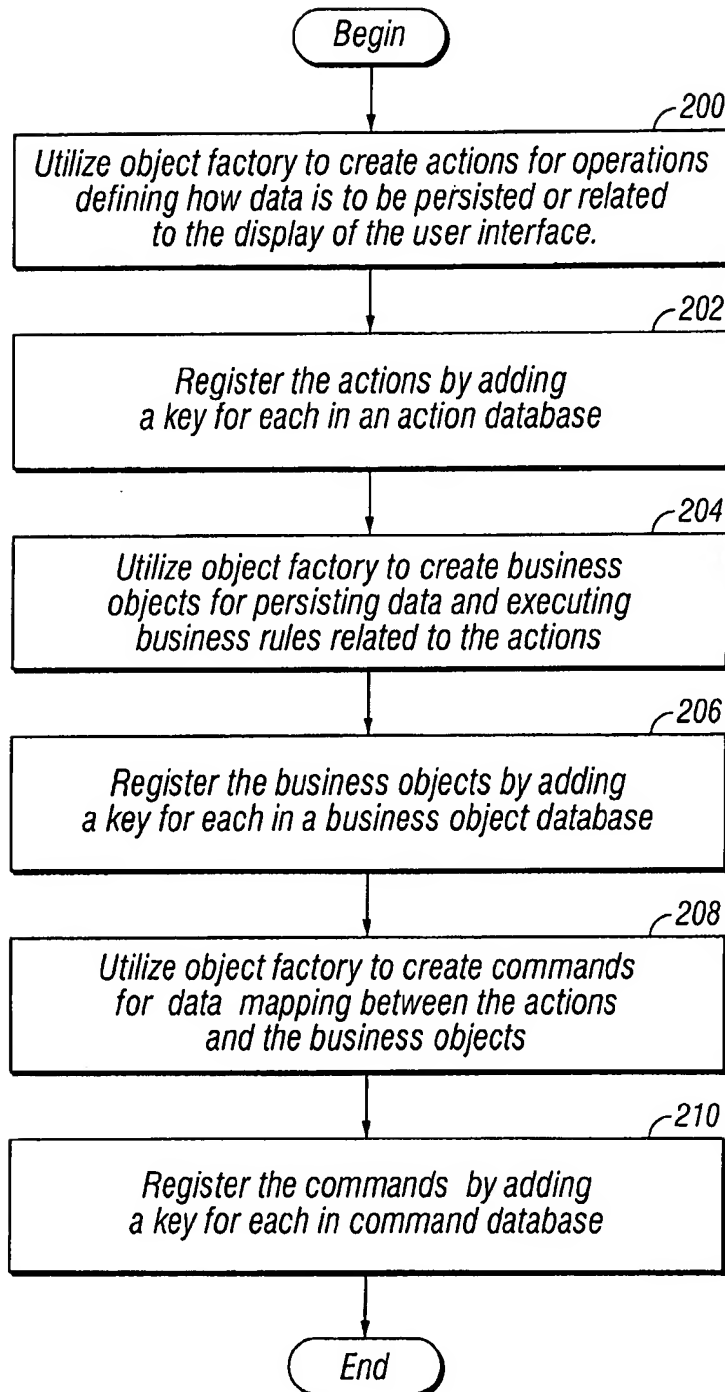 Begin
200
Utilize object factory to create actions for operations
defining how data is to be persisted or related
to the display of the user interface.
202
Register the actions by adding
a key for each in an action database
204
Utilize object factory to create business
objects for persisting data and executing
business rules related to the actions
206
Register the business objects by adding
a key for each in a business object database
208
Utilize object factory to create commands
for data mapping between the actions
and the business objects
210
Register the commands by adding
a key for each in command database
End